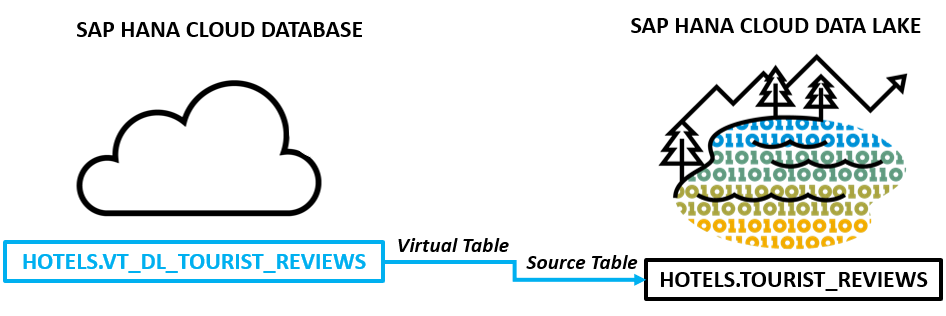 SAP HANA CLOUD DATABASE
SAP HANA CLOUD DATA LAKE
HOTELS.VT_DL_TOURIST_REVIEWS
Virtual Table
Source Table
HOTELS.TOURIST_REVIEWS